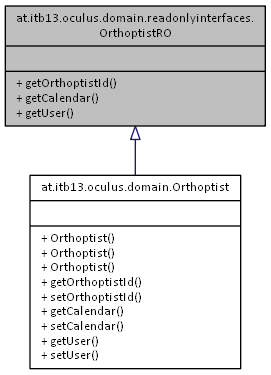 at.itb13.oculus.domain.readonlyinterfaces.
OrthoptistRO
+ getOrthoptistId()
+ getCalendar()
+ getUser()
at.itb13.oculus.domain.Orthoptist
+ Orthoptist()
+ Orthoptist()
+ Orthoptist()
+ getOrthoptistId()
+ setOrthoptistId()
+ getCalendar()
+ setCalendar()
+ getUser()
+ setUser()